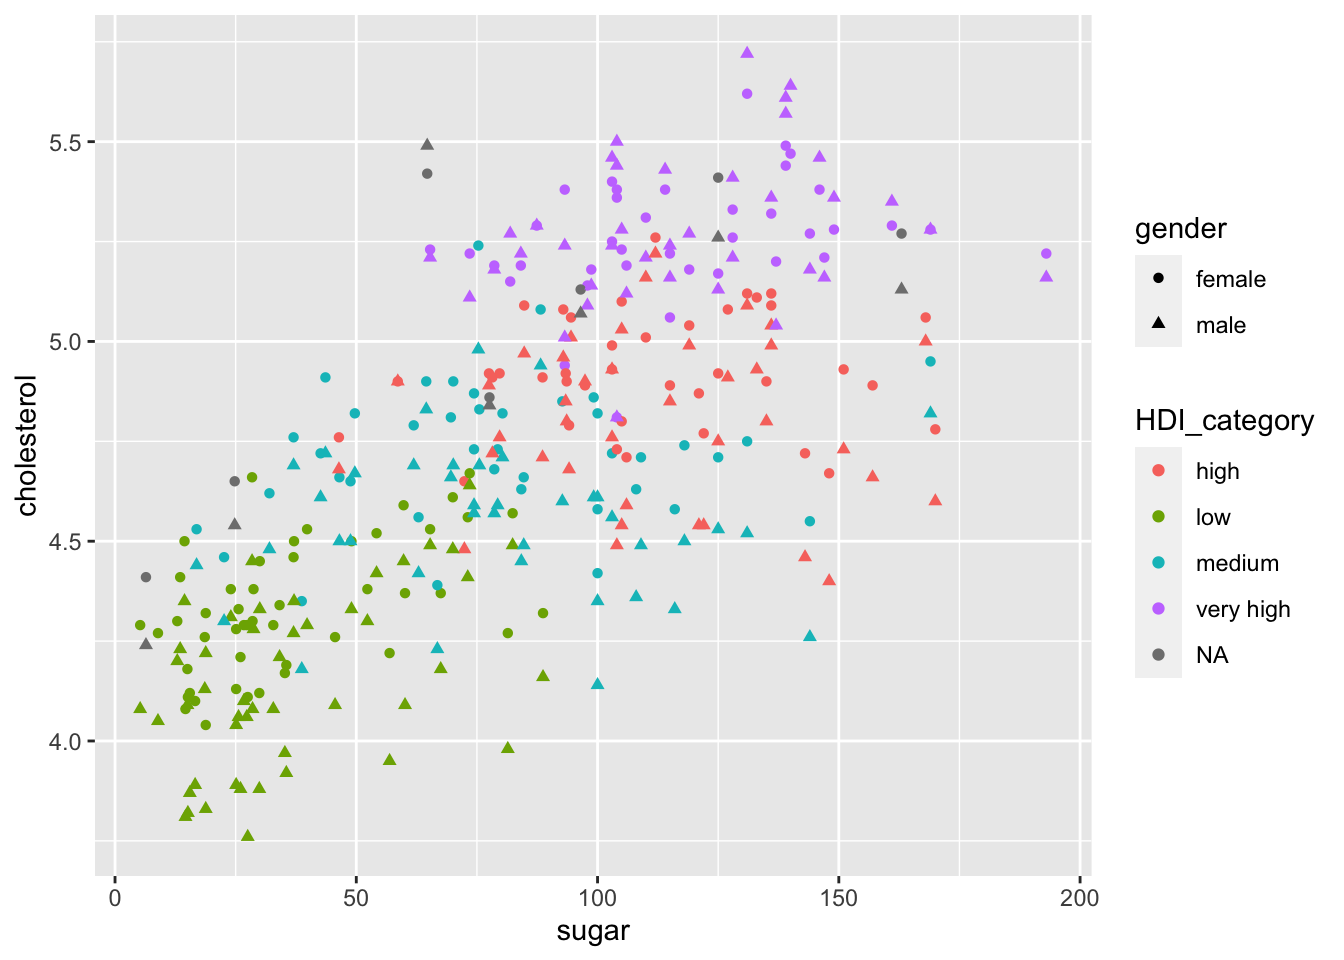 5.5
5.0
4.5
4.0
cholesterol
0 50 100 150 200
sugar
gender
female
male
HDI_category
high
low
medium
very high
NA